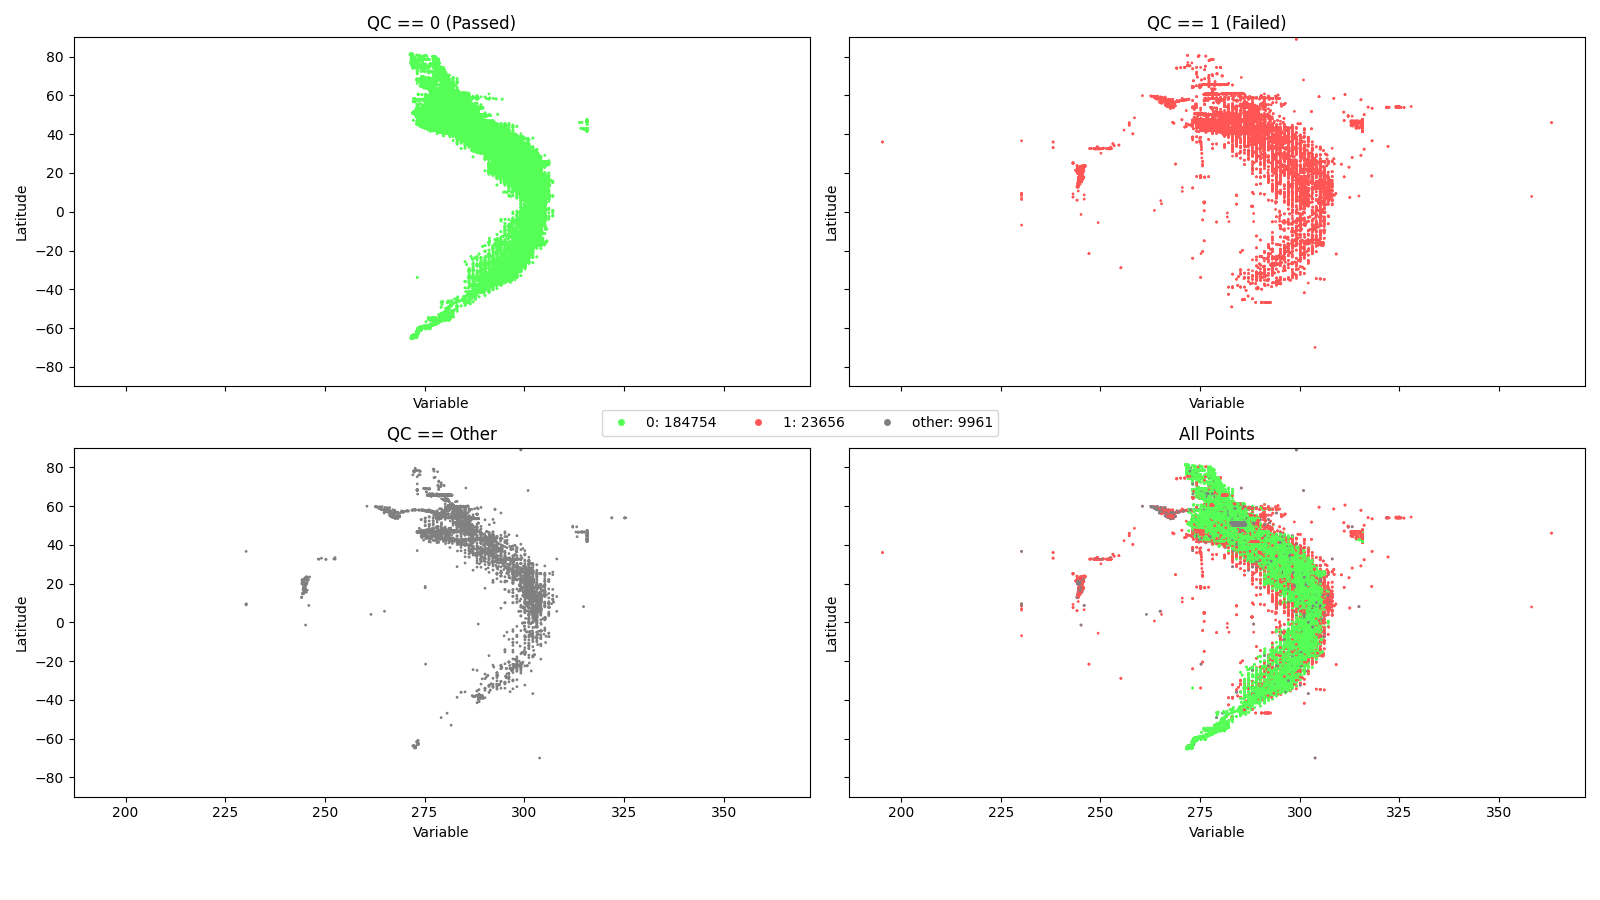 QC == 0 (Passed)
QC == 1 (Failed)
80
60
40
20
0
−20
−40
−60
−80
Latitude
Latitude
Variable
Variable
0: 184754 1: 23656 other: 9961
QC == Other
All Points
80
60
40
20
0
−20
−40
−60
−80
Latitude
Latitude
200 225 250 275 300 325 350
200 225 250 275 300 325 350
Variable
Variable